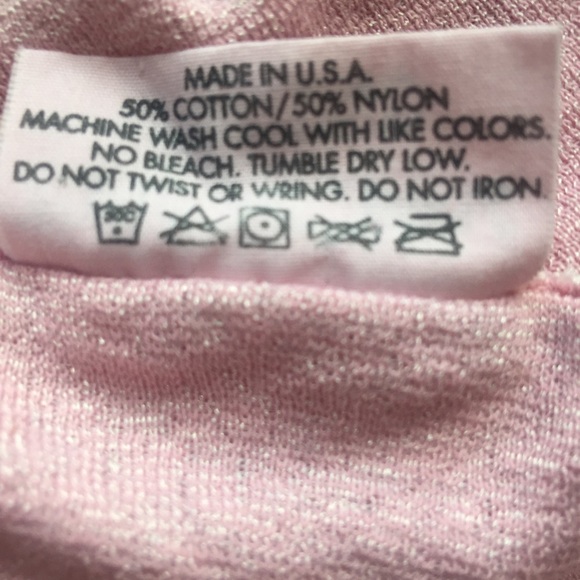 MADE IN U.S.A.
50% COTTON/50% NYLON
MACHINE WASH COOL WITH LIKE COLORS.
NO BLEACH. TUMBLE DRY LOW.
DO NOT TWIST OR WRING. DO NOT IRON.
30C